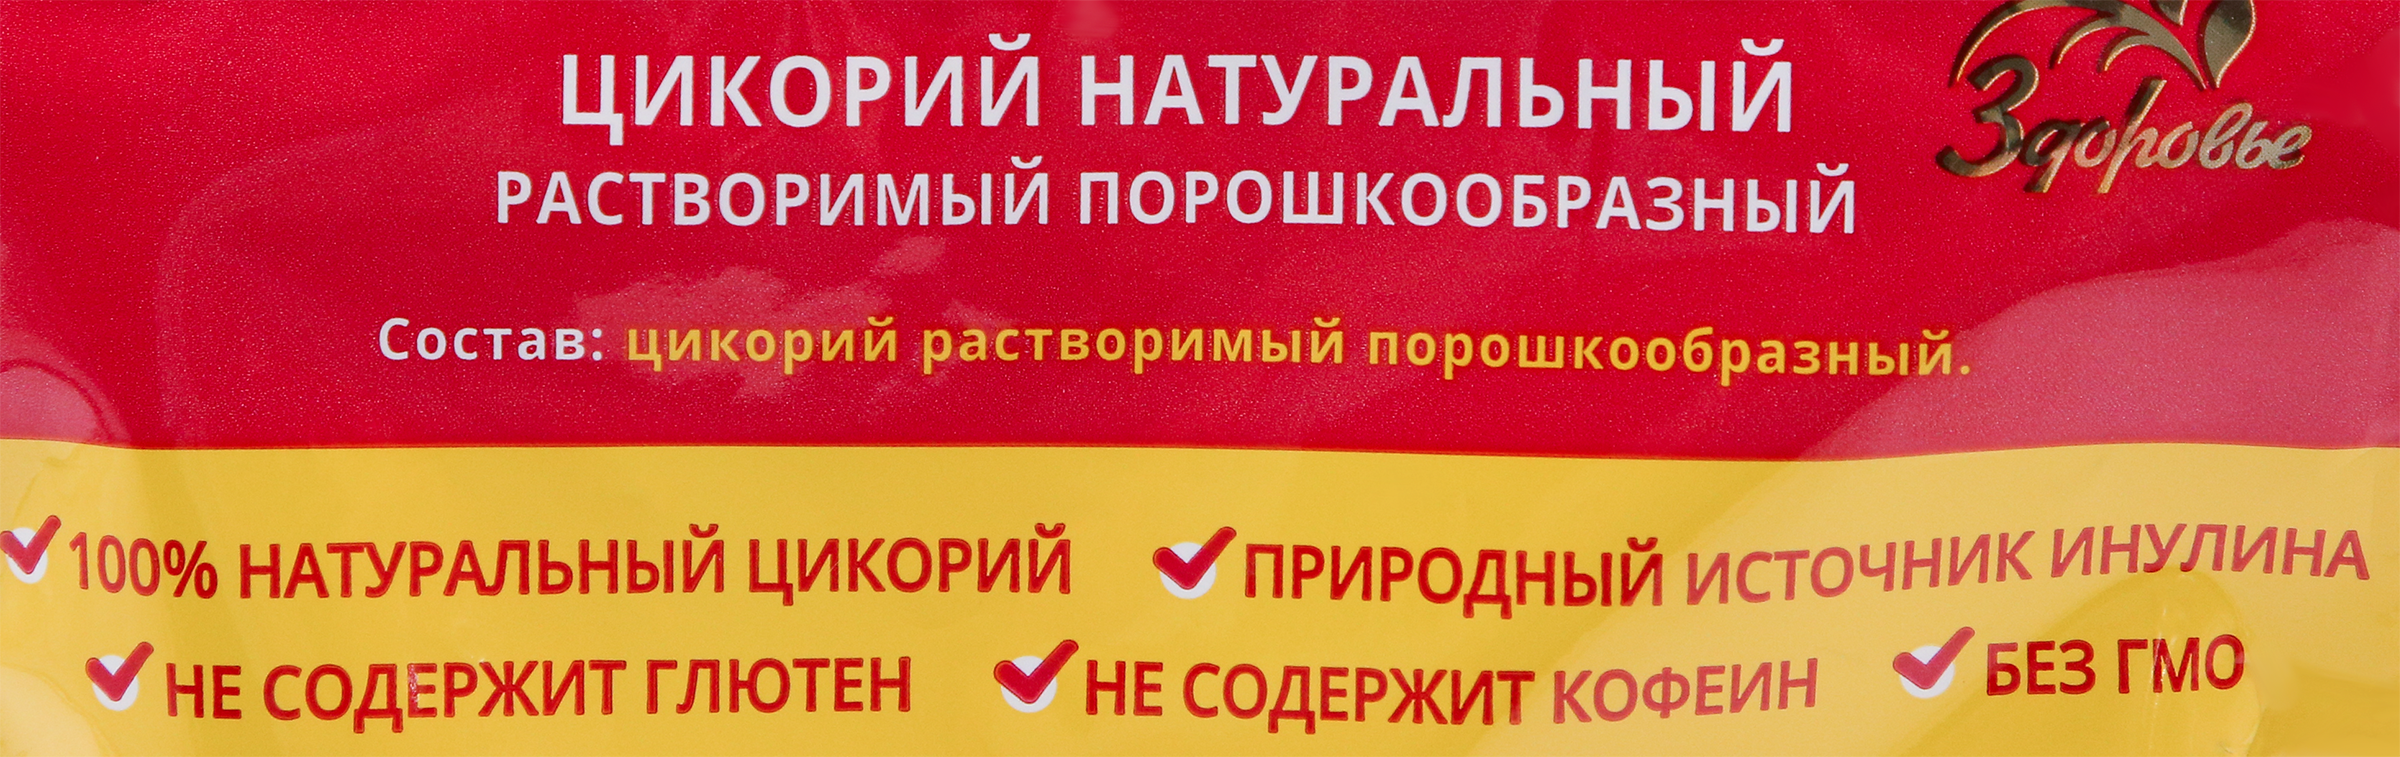 ЦИКОРИЙ НАТУРАЛЬНЫЙ
Здоровье
РАСТВОРИМЫЙ ПОРОШКООБРАЗНЫЙ
Состав: цикорий растворимый порошкообразный.
100% НАТУРАЛЬНЫЙ ЦИКОРИЙ ПРИРОДНЫЙ ИСТОЧНИК ИНУЛИНА
НЕ СОДЕРЖИТ ГЛЮТЕН НЕ СОДЕРЖИТ КОФЕИН БЕЗ ГМО